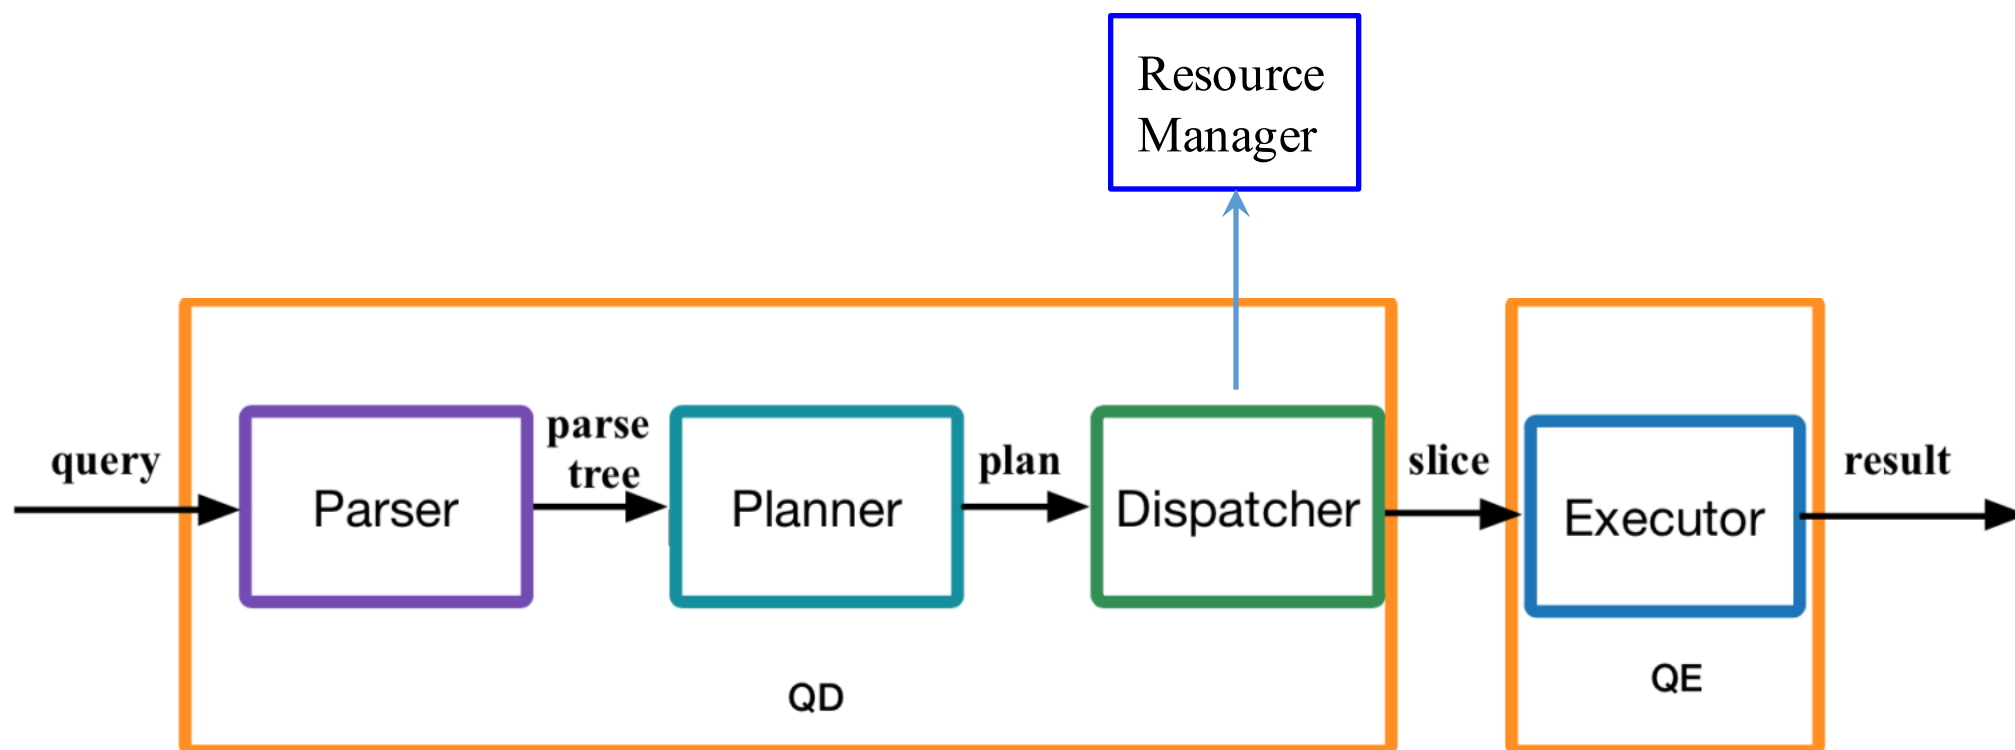 Resource
Manager
query
Parser
parse
tree
Planner
plan
Dispatcher
slice
Executor
result
QD
QE